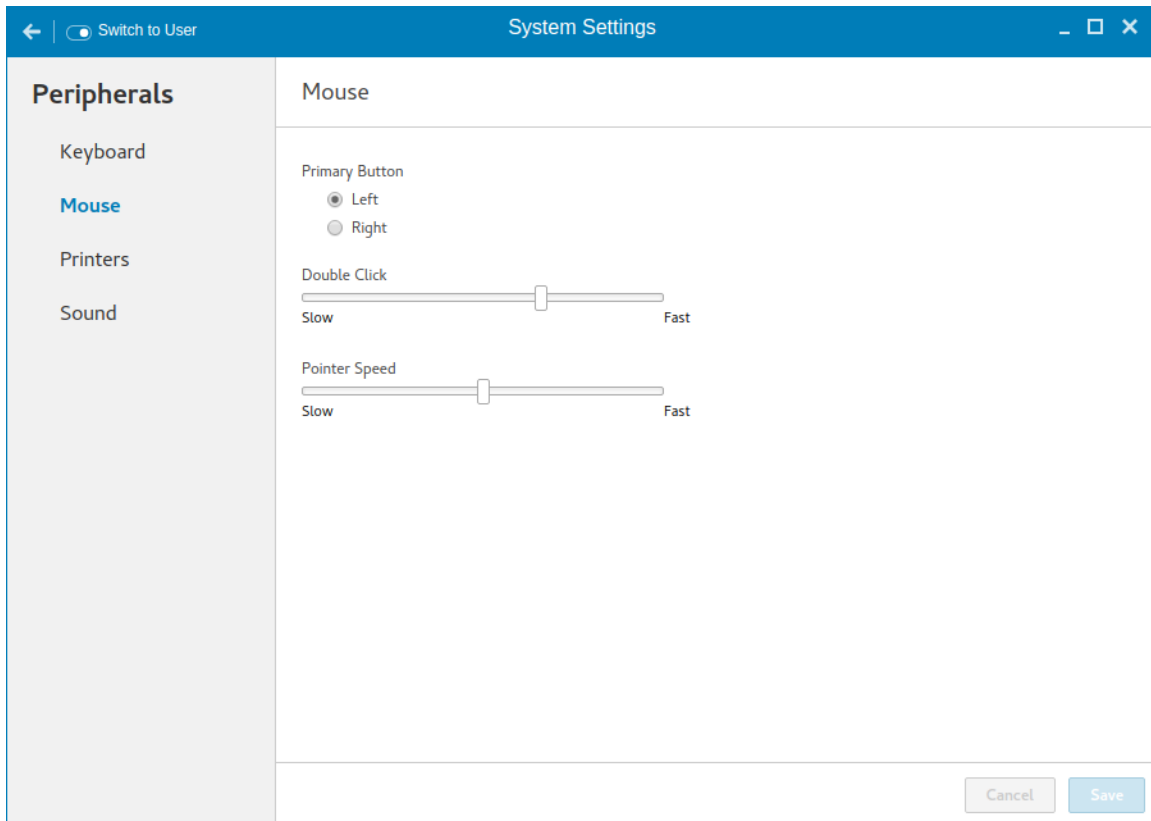 Switch to User
System Settings
Peripherals
Keyboard
Mouse
Printers
Sound
Mouse
Primary Button
Left
Right
Double Click
Slow Fast
Pointer Speed
Slow Fast
Cancel Save